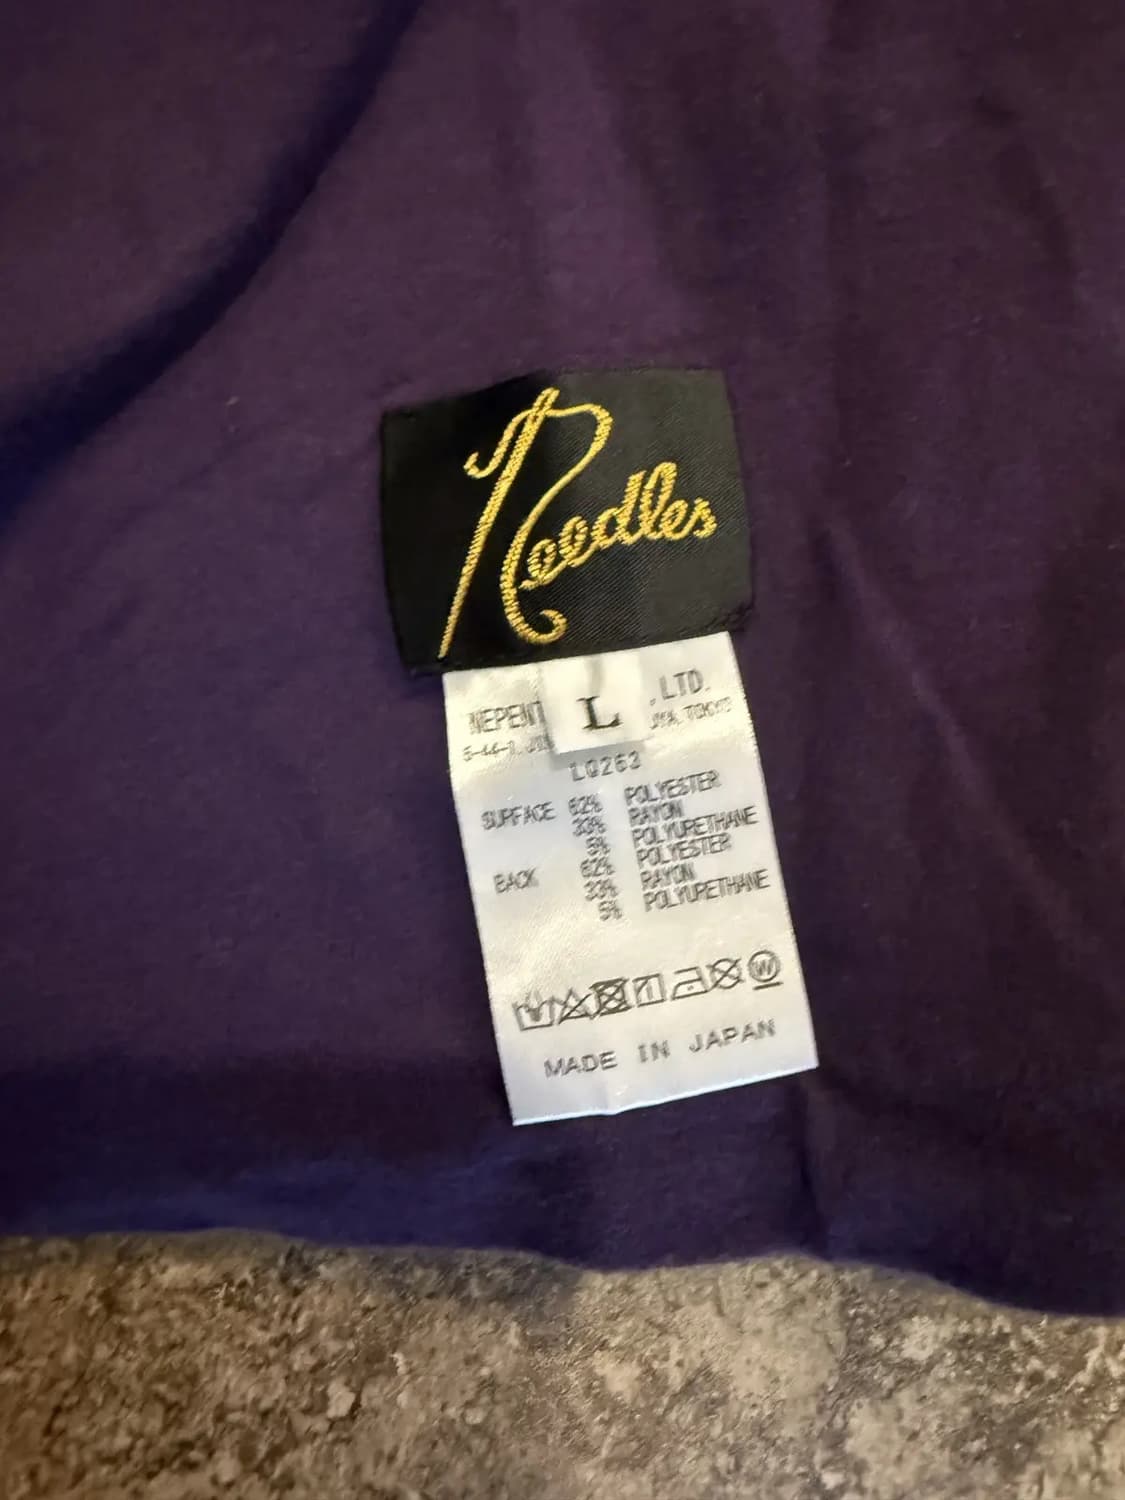 Needles
L
, LTD.
LQ263
SURFACE 62% POLYESTER
33% RAYON
5% POLYURETHANE
BACK 62% POLYESTER
33% RAYON
5% POLYURETHANE
W
MADE IN JAPAN